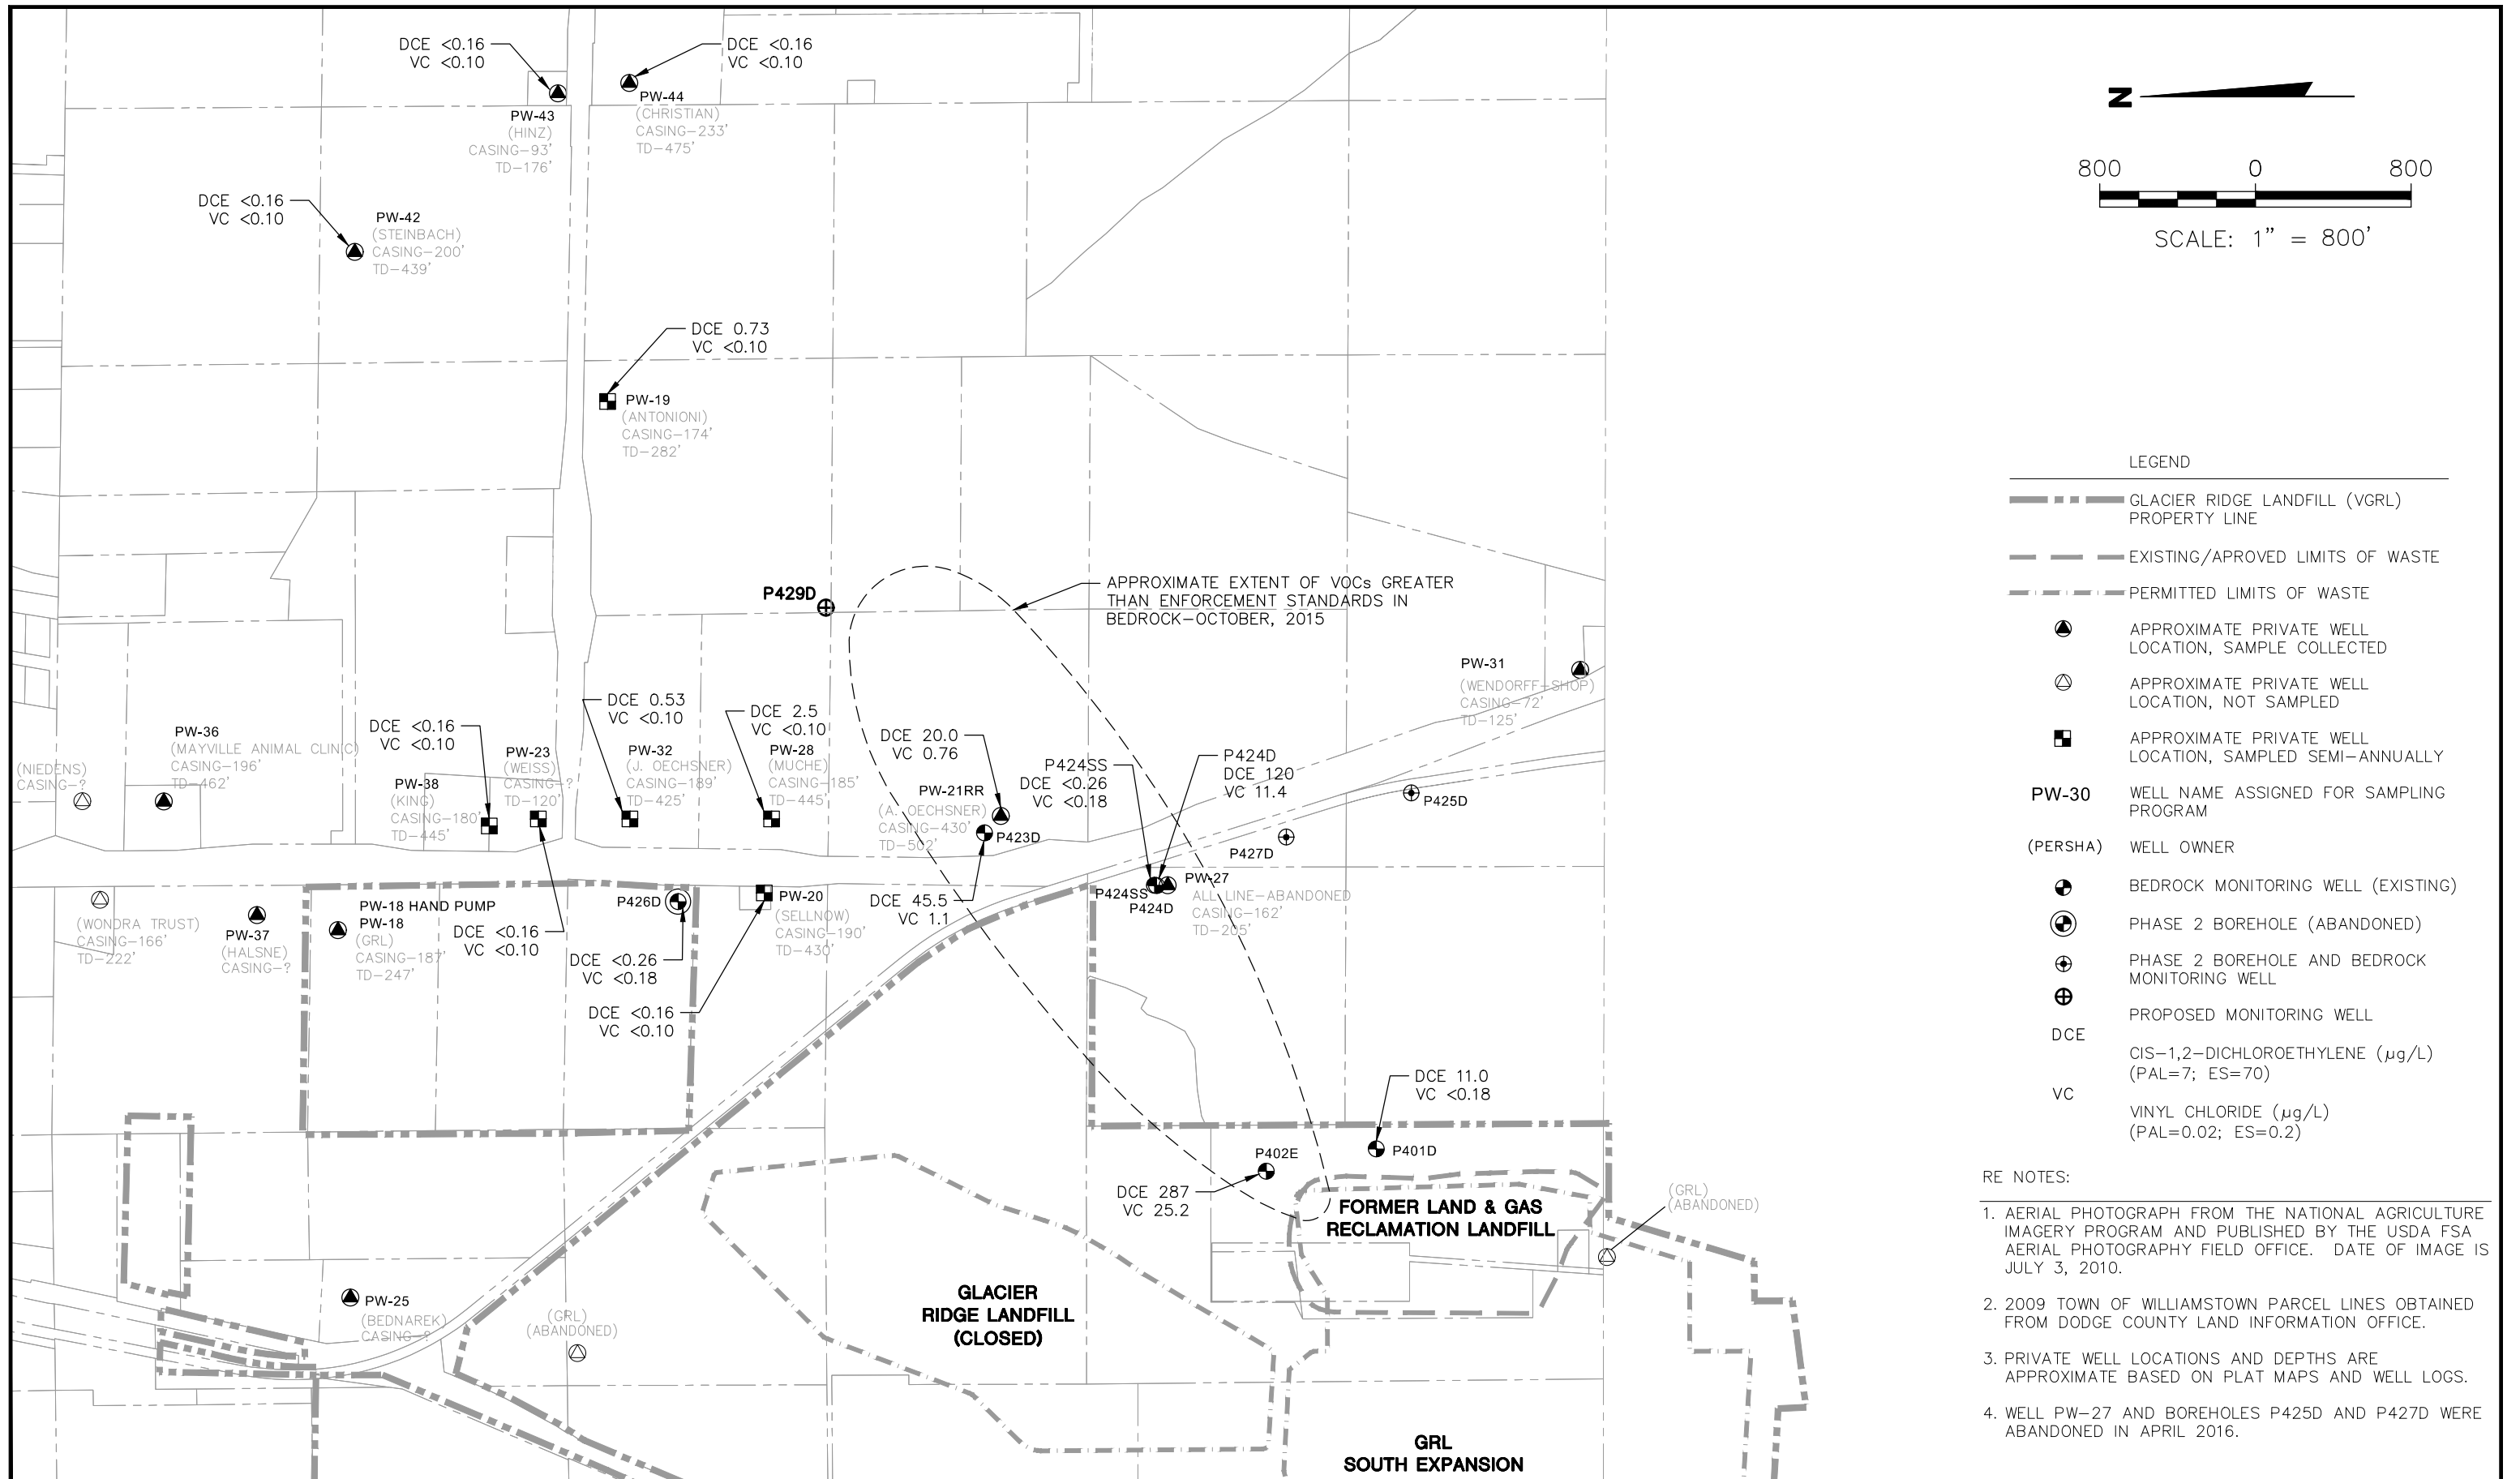 DCE <0.16
VC <0.10
DCE <0.16
VC <0.10
PW-43
(HINZ)
CASING-93'
TD-176'
PW-44
(CHRISTIAN)
CASING-233'
TD-475'
DCE <0.16
VC <0.10
PW-42
(STEINBACH)
CASING-200'
TD-439'
DCE 0.73
VC <0.10
PW-19
(ANTONIONI)
CASING-174'
TD-282'
P429D
APPROXIMATE EXTENT OF VOCs GREATER
THAN ENFORCEMENT STANDARDS IN
BEDROCK-OCTOBER, 2015
PW-31
(WENDORFF-SHOP)
CASING-72'
TD-125'
PW-36
(MAYVILLE ANIMAL CLINIC)
CASING-196'
TD-462'
(NIEDENS)
CASING-?
DCE <0.16
VC <0.10
PW-38
(KING)
CASING-180'
TD-445'
PW-23
(WEISS)
CASING-?
TD-120'
DCE 0.53
VC <0.10
PW-32
(J. OECHSNER)
CASING-189'
TD-425'
DCE 2.5
VC <0.10
PW-28
(MUCHE)
CASING-185'
TD-445'
DCE 20.0
VC 0.76
PW-21RR
(A. OECHSNER)
CASING-430'
TD-502'
P423D
P424SS
DCE <0.26
VC <0.18
P424D
DCE 120
VC 11.4
P425D
P427D
PW-27
ALL LINE-ABANDONED
CASING-162'
TD-205'
P424SS
P424D
DCE 45.5
VC 1.1
(WONDRA TRUST)
CASING-166'
TD-222'
PW-37
(HALSNE)
CASING-?
PW-18 HAND PUMP
PW-18
(GRL)
CASING-187'
TD-247'
DCE <0.16
VC <0.10
P426D
DCE <0.26
VC <0.18
PW-20
(SELLNOW)
CASING-190'
TD-430'
DCE <0.16
VC <0.10
DCE 11.0
VC <0.18
P401D
P402E
DCE 287
VC 25.2
FORMER LAND & GAS
RECLAMATION LANDFILL
(GRL)
(ABANDONED)
PW-25
(BEDNAREK)
CASING-?
(GRL)
(ABANDONED)
GLACIER
RIDGE LANDFILL
(CLOSED)
GRL
SOUTH EXPANSION
N
800 0 800
SCALE: 1" = 800'
LEGEND
GLACIER RIDGE LANDFILL (VGRL)
PROPERTY LINE
EXISTING/APROVED LIMITS OF WASTE
PERMITTED LIMITS OF WASTE
APPROXIMATE PRIVATE WELL
LOCATION, SAMPLE COLLECTED
APPROXIMATE PRIVATE WELL
LOCATION, NOT SAMPLED
APPROXIMATE PRIVATE WELL
LOCATION, SAMPLED SEMI-ANNUALLY
PW-30 WELL NAME ASSIGNED FOR SAMPLING
PROGRAM
(PERSHA) WELL OWNER
BEDROCK MONITORING WELL (EXISTING)
PHASE 2 BOREHOLE (ABANDONED)
PHASE 2 BOREHOLE AND BEDROCK
MONITORING WELL
PROPOSED MONITORING WELL
DCE
CIS-1,2-DICHLOROETHYLENE (µg/L)
(PAL=7; ES=70)
VC
VINYL CHLORIDE (µg/L)
(PAL=0.02; ES=0.2)
RE NOTES:
1. AERIAL PHOTOGRAPH FROM THE NATIONAL AGRICULTURE
IMAGERY PROGRAM AND PUBLISHED BY THE USDA FSA
AERIAL PHOTOGRAPHY FIELD OFFICE. DATE OF IMAGE IS
JULY 3, 2010.
2. 2009 TOWN OF WILLIAMSTOWN PARCEL LINES OBTAINED
FROM DODGE COUNTY LAND INFORMATION OFFICE.
3. PRIVATE WELL LOCATIONS AND DEPTHS ARE
APPROXIMATE BASED ON PLAT MAPS AND WELL LOGS.
4. WELL PW-27 AND BOREHOLES P425D AND P427D WERE
ABANDONED IN APRIL 2016.